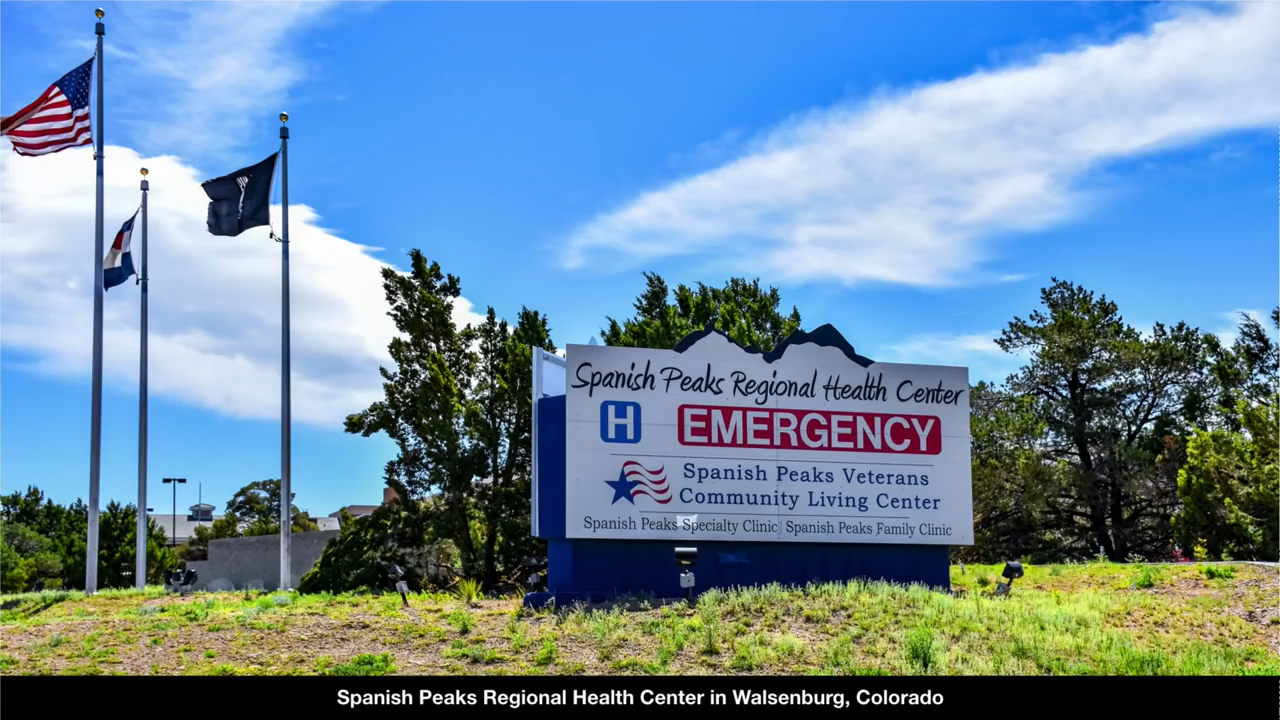 Spanish Peaks Regional Health Center
H EMERGENCY
Spanish Peaks Veterans
Community Living Center
Spanish Peaks Specialty Clinic | Spanish Peaks Family Clinic
Spanish Peaks Regional Health Center in Walsenburg, Colorado